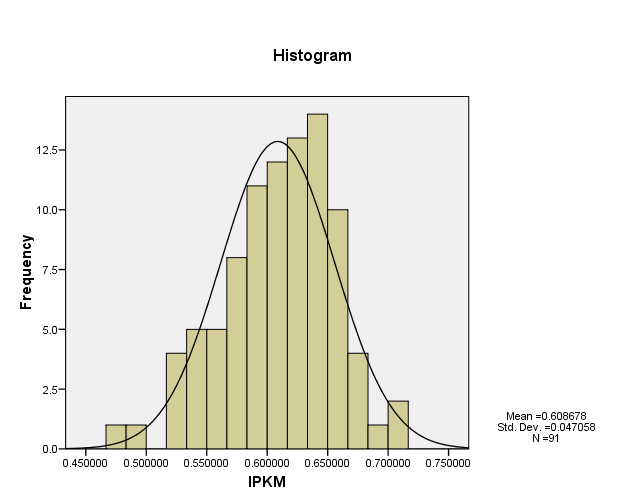 Histogram
Frequency
12.5
10.0
7.5
5.0
2.5
0.0
0.450000 0.500000 0.550000 0.600000 0.650000 0.700000 0.750000
IPKM
Mean =0.608678
Std. Dev. =0.047058
N =91